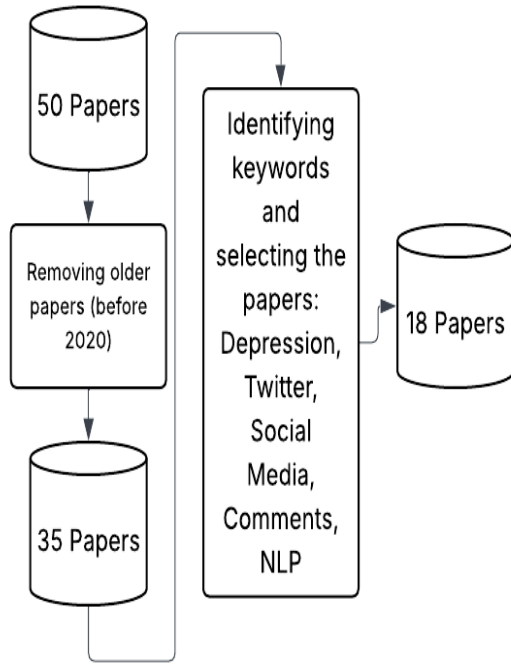 50 Papers
Removing older
papers (before
2020)
35 Papers
Identifying
keywords
and
selecting the
papers:
Depression,
Twitter,
Social
Media,
Comments,
NLP
18 Papers